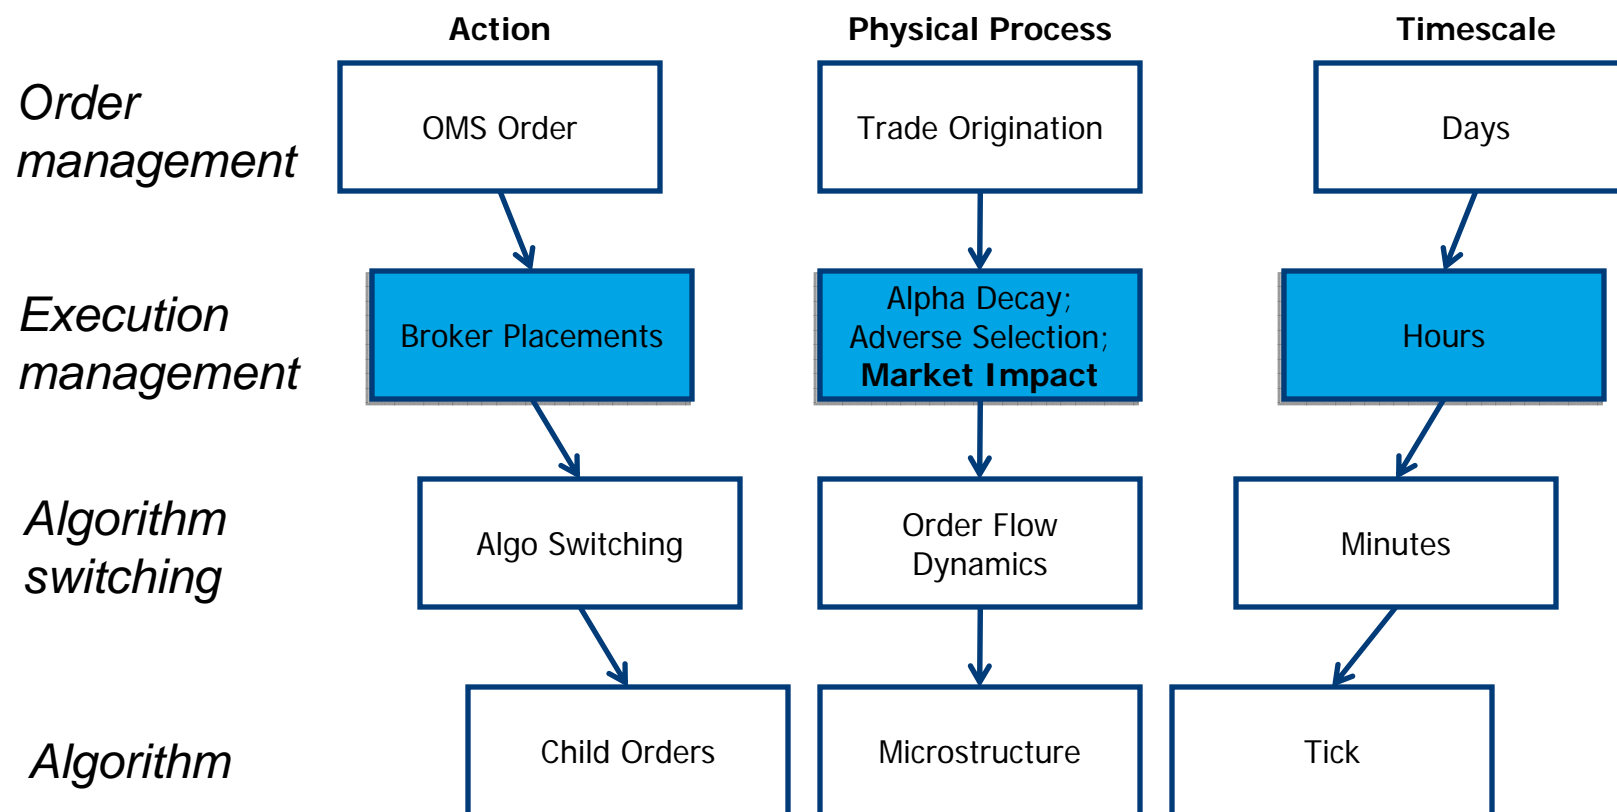 Action
Physical Process
Timescale
Order
management
OMS Order
Trade Origination
Days
Execution
management
Broker Placements
Alpha Decay;
Adverse Selection;
Market Impact
Hours
Algorithm
switching
Algo Switching
Order Flow
Dynamics
Minutes
Algorithm
Child Orders
Microstructure
Tick